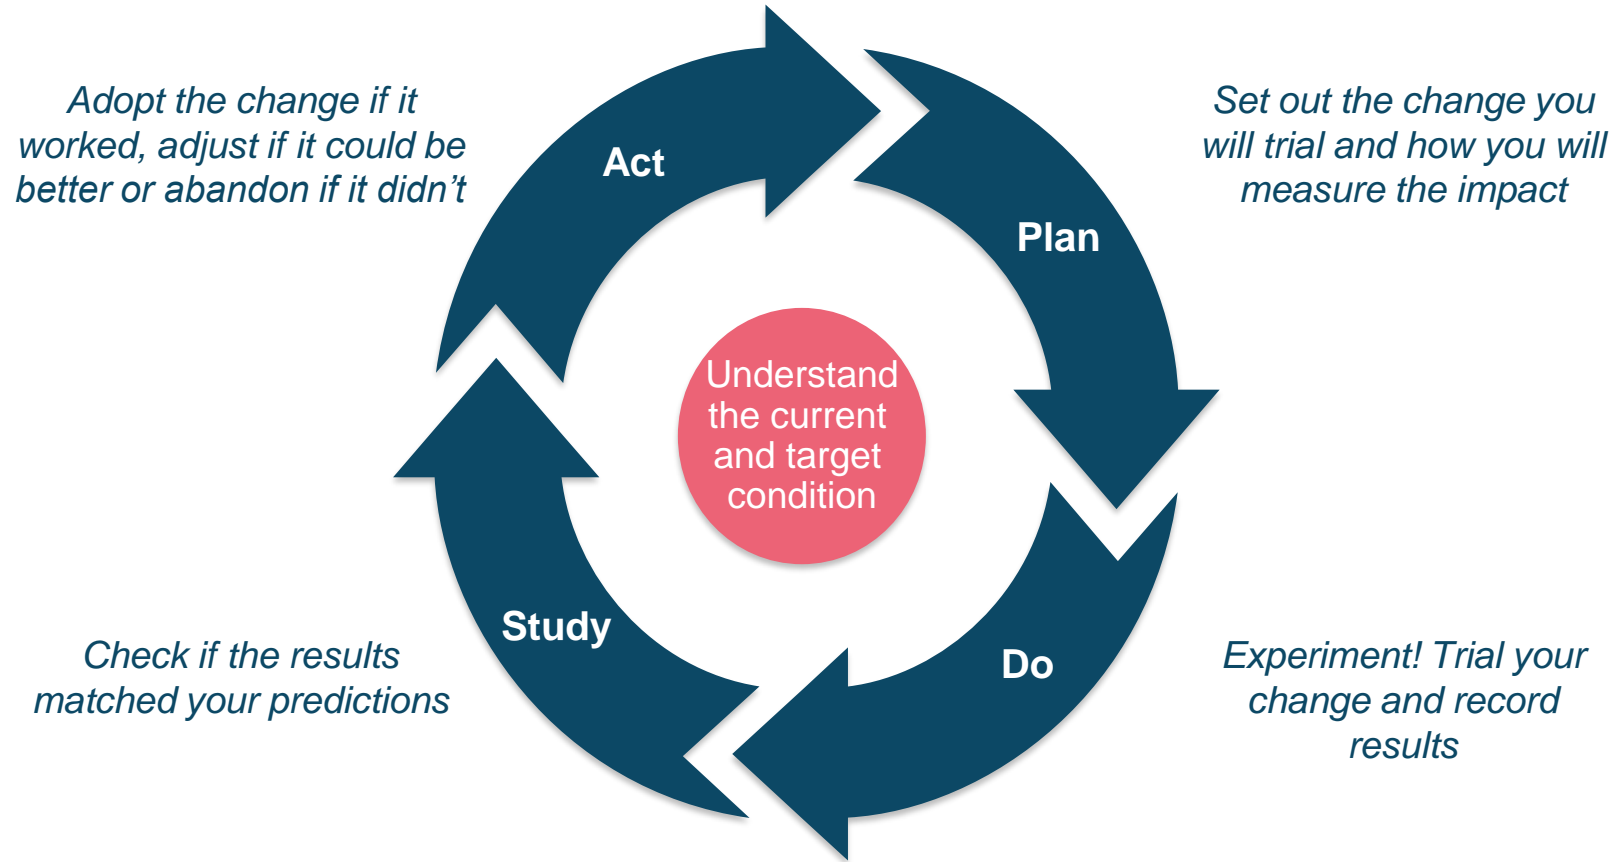 Adopt the change if it
worked, adjust if it could be
better or abandon if it didn’t
Act
Set out the change you
will trial and how you will
measure the impact
Plan
Understand
the current
and target
condition
Study
Check if the results
matched your predictions
Do
Experiment! Trial your
change and record
results